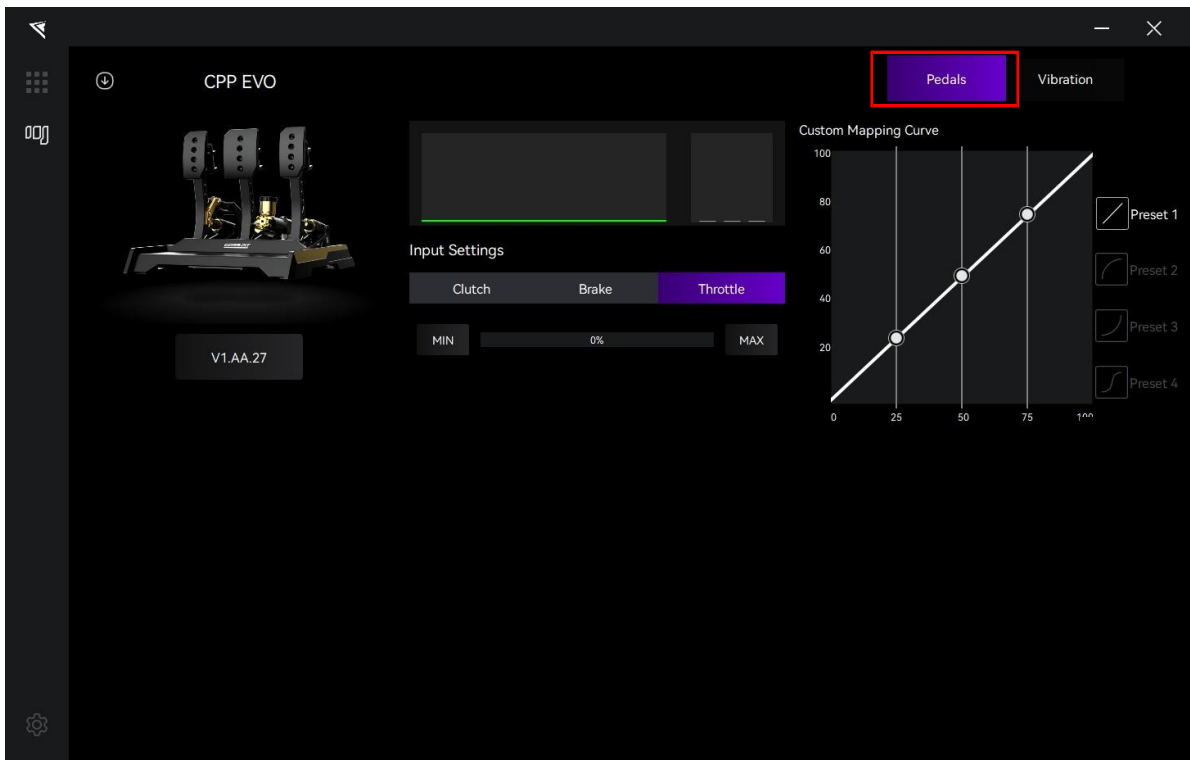 CPP EVO
Pedals
Vibration
V1.AA.27
Input Settings
Clutch
Brake
Throttle
MIN
0%
MAX
Custom Mapping Curve
100
80
60
40
20
0
25
50
75
100
Preset 1
Preset 2
Preset 3
Preset 4